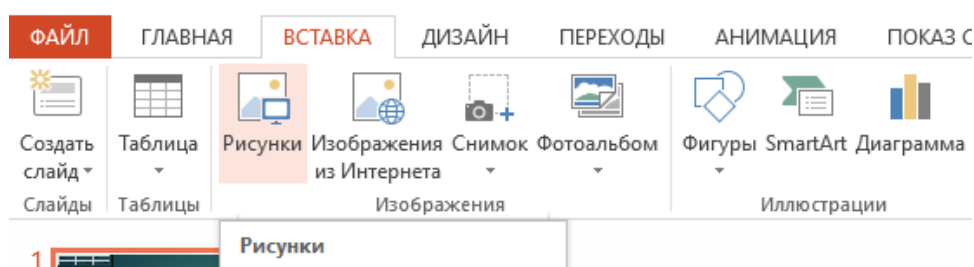 ФАЙЛ ГЛАВНАЯ ВСТАВКА ДИЗАЙН ПЕРЕХОДЫ АНИМАЦИЯ ПОКАЗ С
Создать Таблица Рисунки Изображения Снимок Фотоальбом Фигуры SmartArt Диаграмма
слайд из Интернета
Слайды Таблицы Изображения Иллюстрации
Рисунки
1